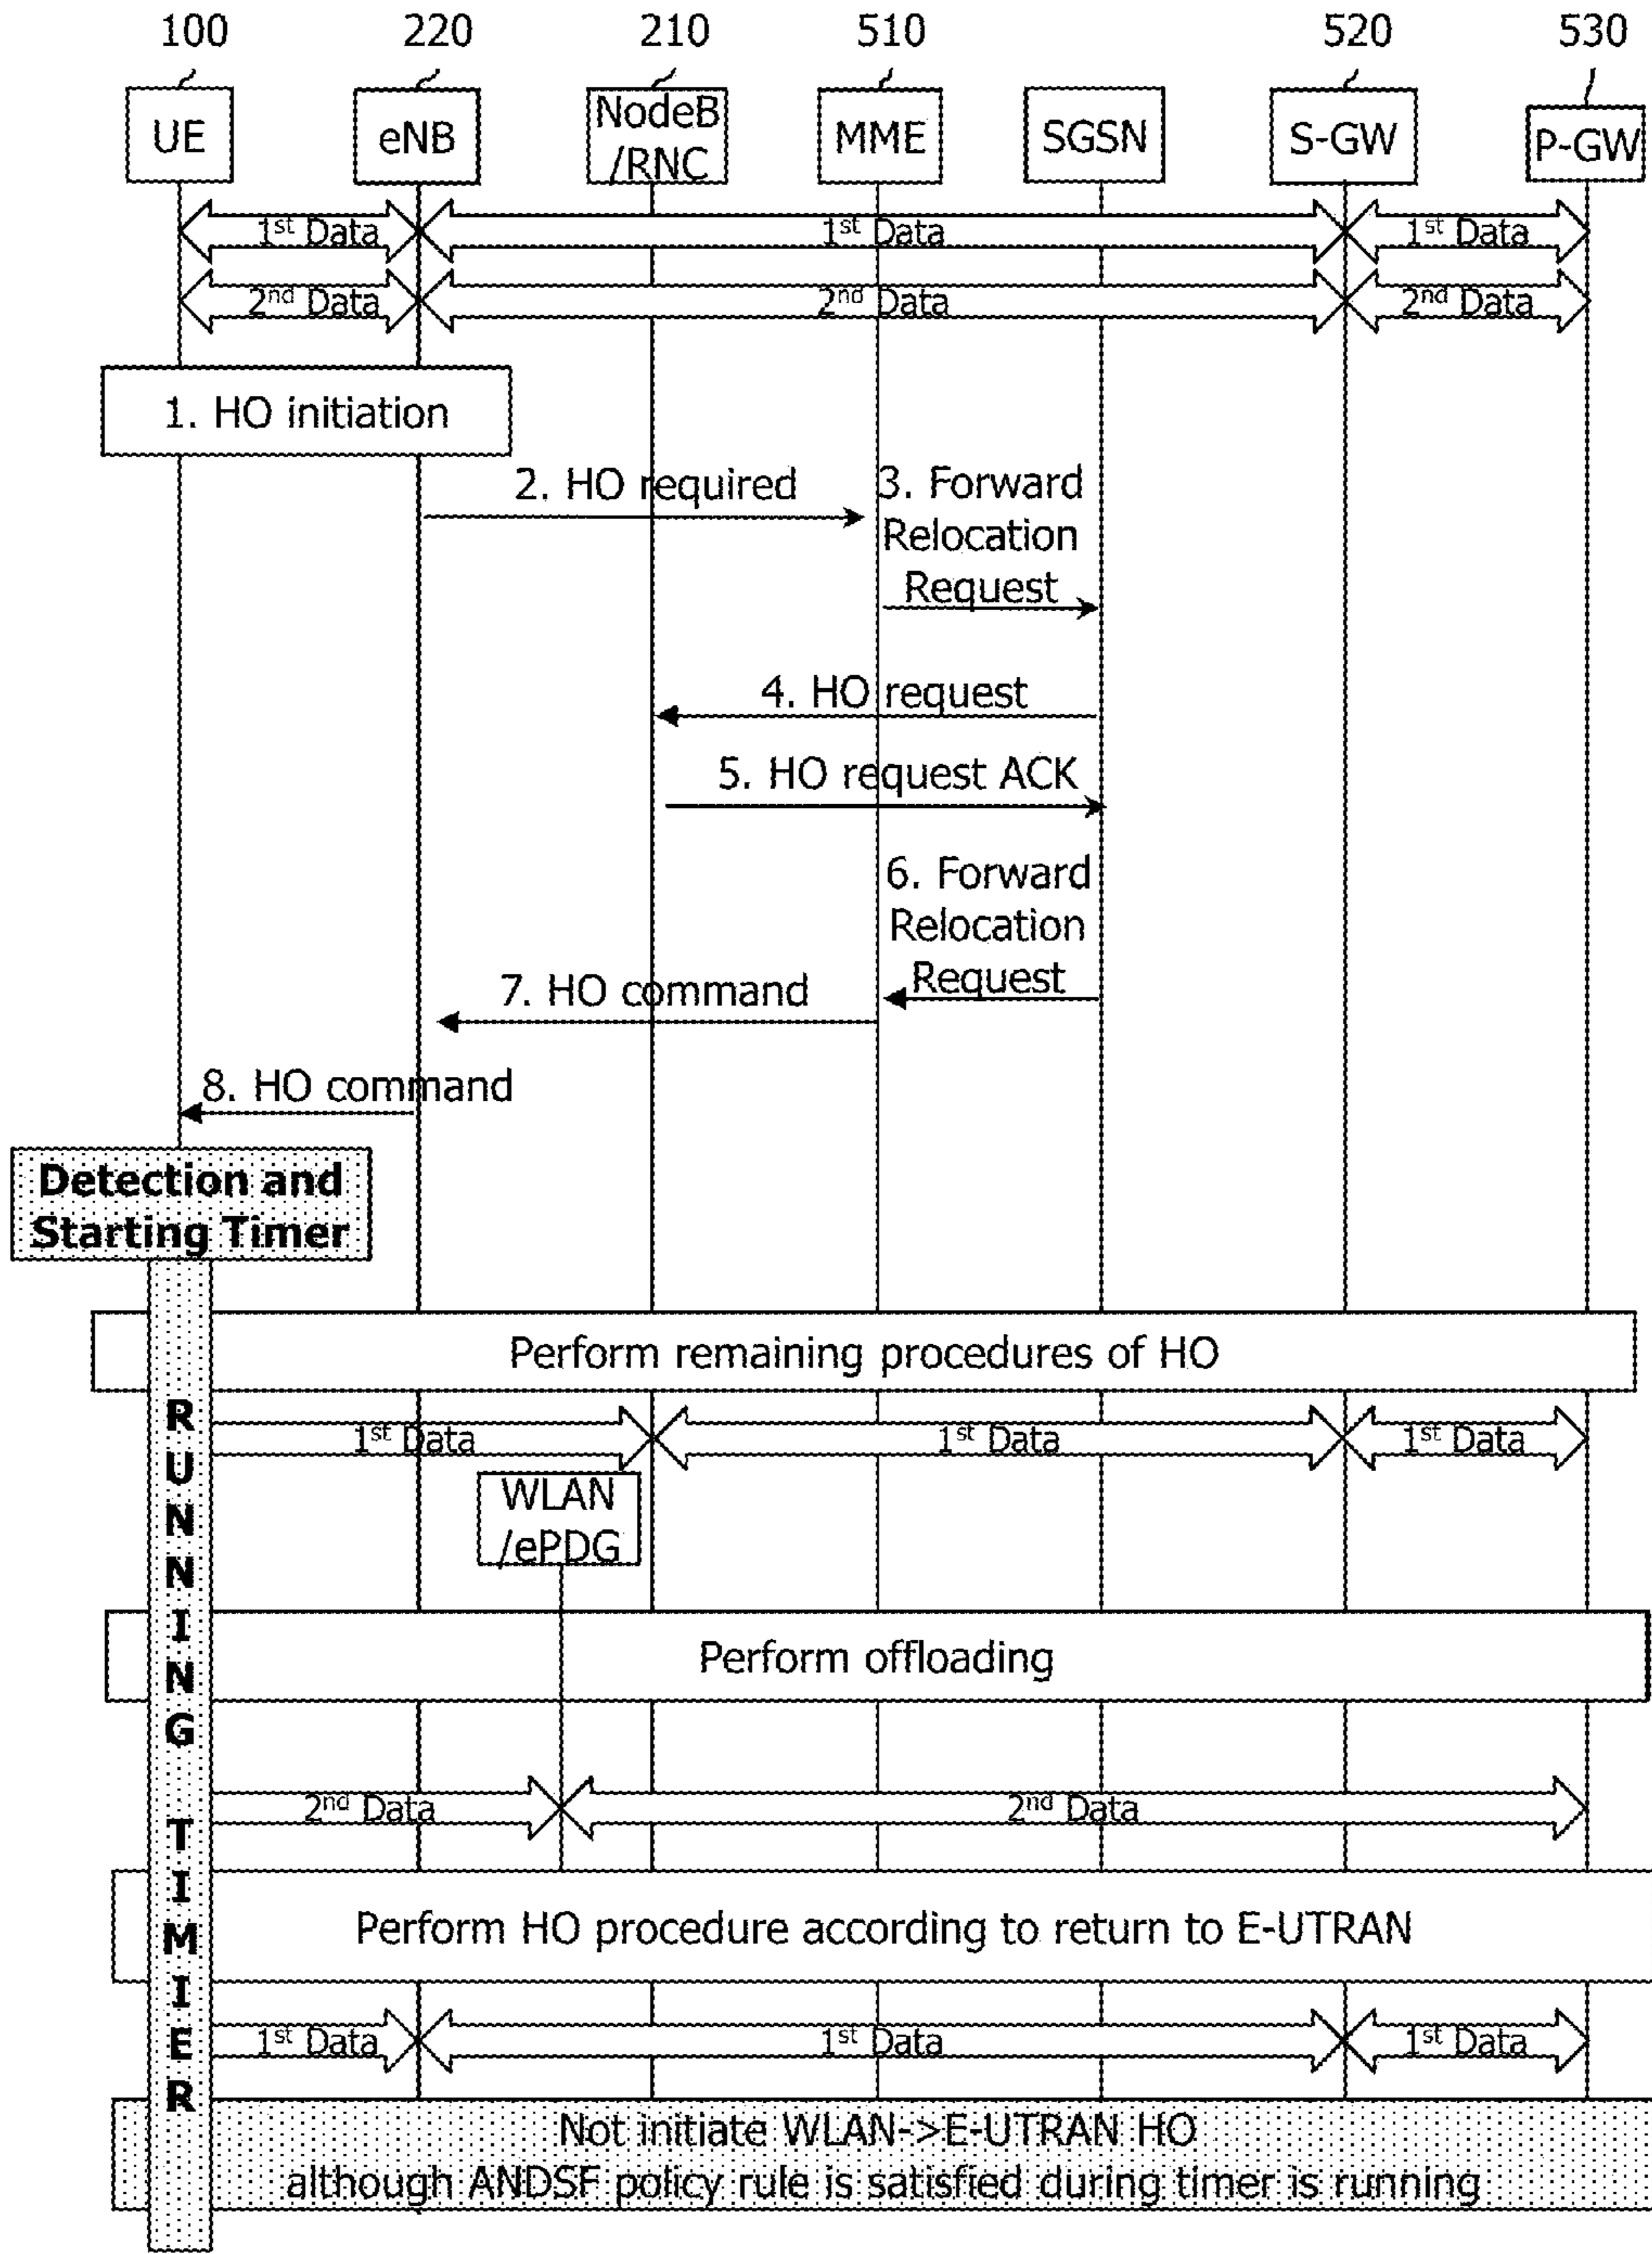 100 220 210 510 520 530
UE eNB NodeB /RNC MME SGSN S-GW P-GW
1st Data 1st Data 1st Data
2nd Data 2nd Data 2nd Data
1. HO initiation
2. HO required
3. Forward
Relocation
Request
4. HO request
5. HO request ACK
6. Forward
Relocation
Request
7. HO command
8. HO command
Detection and
Starting Timer
RUNNING TIMIER
Perform remaining procedures of HO
1st Data 1st Data 1st Data
WLAN
/ePDG
Perform offloading
2nd Data 2nd Data
Perform HO procedure according to return to E-UTRAN
1st Data 1st Data 1st Data
Not initiate WLAN->E-UTRAN HO
although ANDSF policy rule is satisfied during timer is running